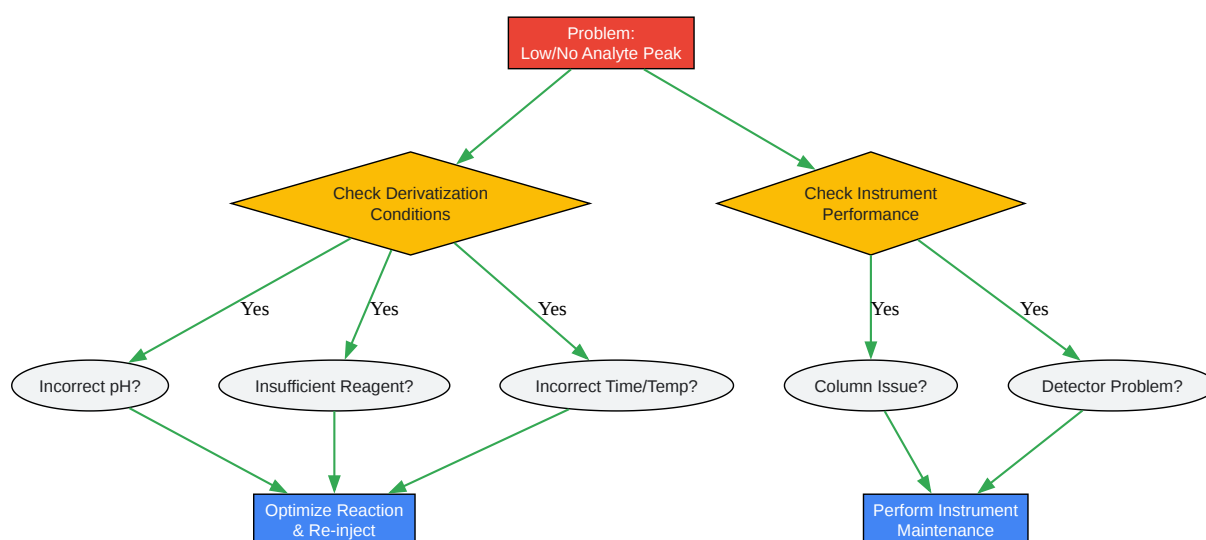 Problem:
Low/No Analyte Peak
Check Derivatization
Conditions
Check Instrument
Performance
Yes
Yes
Yes
Yes
Yes
Incorrect pH?
Insufficient Reagent?
Incorrect Time/Temp?
Column Issue?
Detector Problem?
Optimize Reaction
& Re-inject
Perform Instrument
Maintenance